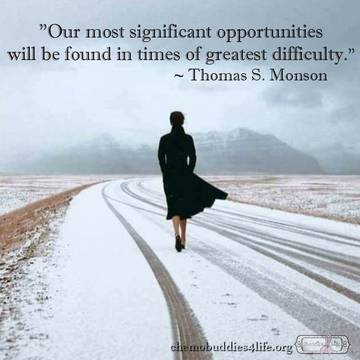 "Our most significant opportunities
will be found in times of greatest difficulty."
~ Thomas S. Monson
chemobuddies4life.org